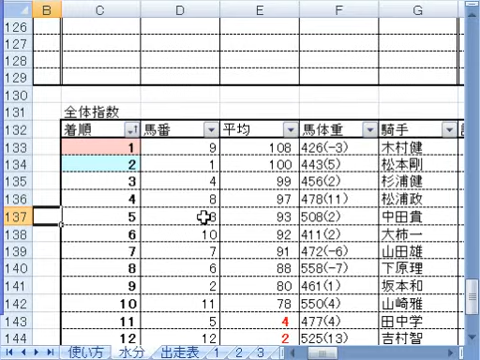 B C D E F G
126
127
128
129
130
131 全体指数
132 着順 馬番 平均 馬体重 騎手
133 1 9 108 426(-3) 木村健
134 2 1 100 443(5) 松本剛
135 3 4 99 456(2) 杉浦健
136 4 8 97 478(11) 松浦政
137 5 3 93 508(2) 中田貴
138 6 10 92 411(2) 大柿一
139 7 7 91 472(-6) 山田雄
140 8 6 88 558(-7) 下原理
141 9 2 80 461(1) 坂本和
142 10 11 78 550(4) 山崎雅
143 11 5 4 477(4) 田中学
144 12 12 2 525(13) 吉村智
使い方 水分 出走表 1 2 3